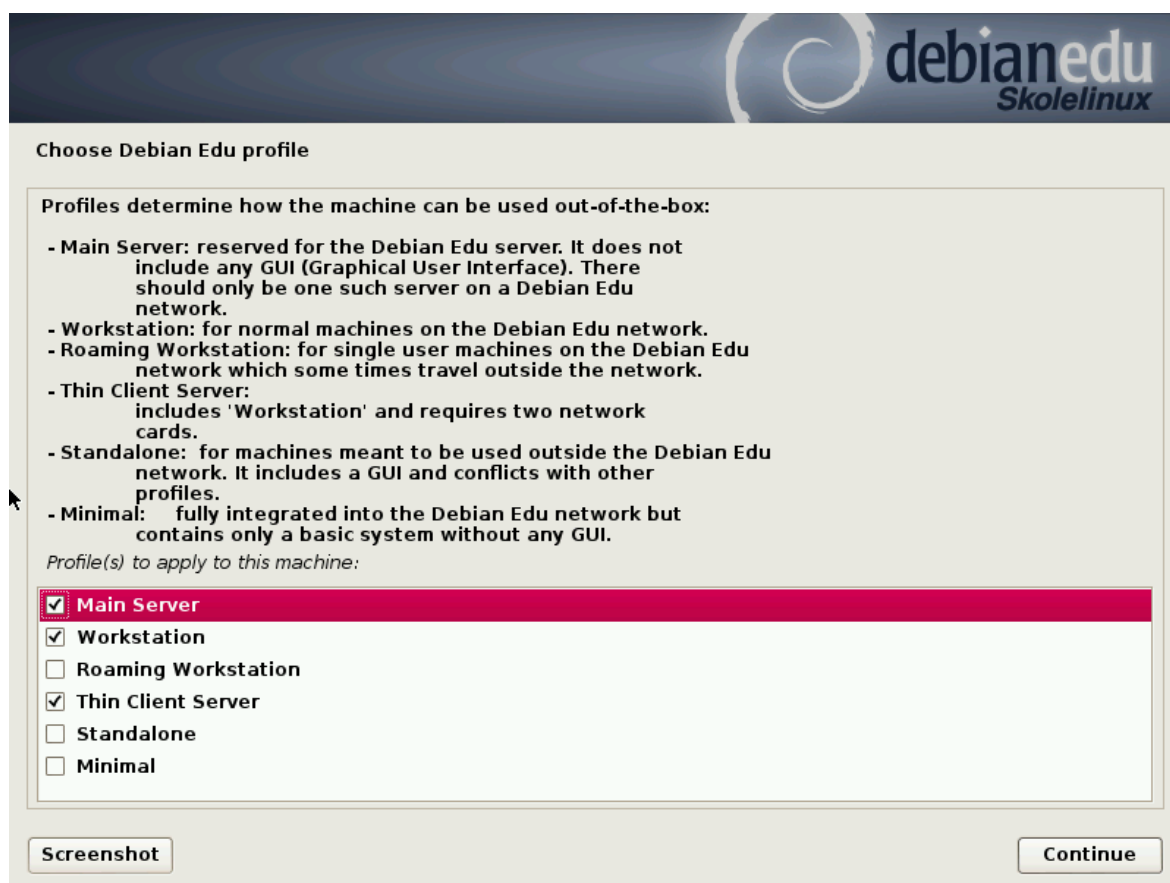 debianedu
Skolelinux
Choose Debian Edu profile
Profiles determine how the machine can be used out-of-the-box:
- Main Server: reserved for the Debian Edu server. It does not
include any GUI (Graphical User Interface). There
should only be one such server on a Debian Edu
network.
- Workstation: for normal machines on the Debian Edu network.
- Roaming Workstation: for single user machines on the Debian Edu
network which some times travel outside the network.
- Thin Client Server:
includes 'Workstation' and requires two network
cards.
- Standalone: for machines meant to be used outside the Debian Edu
network. It includes a GUI and conflicts with other
profiles.
- Minimal: fully integrated into the Debian Edu network but
contains only a basic system without any GUI.
Profile(s) to apply to this machine:
Main Server
Workstation
Roaming Workstation
Thin Client Server
Standalone
Minimal
Screenshot
Continue